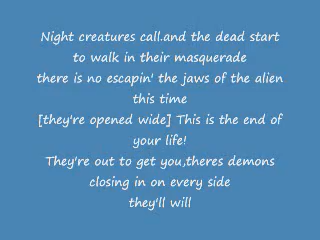 Night creatures call.and the dead start
to walk in their masquerade
there is no escapin' the jaws of the alien
this time
[they're opened wide] This is the end of
your life!
They're out to get you,theres demons
closing in on every side
they'll will